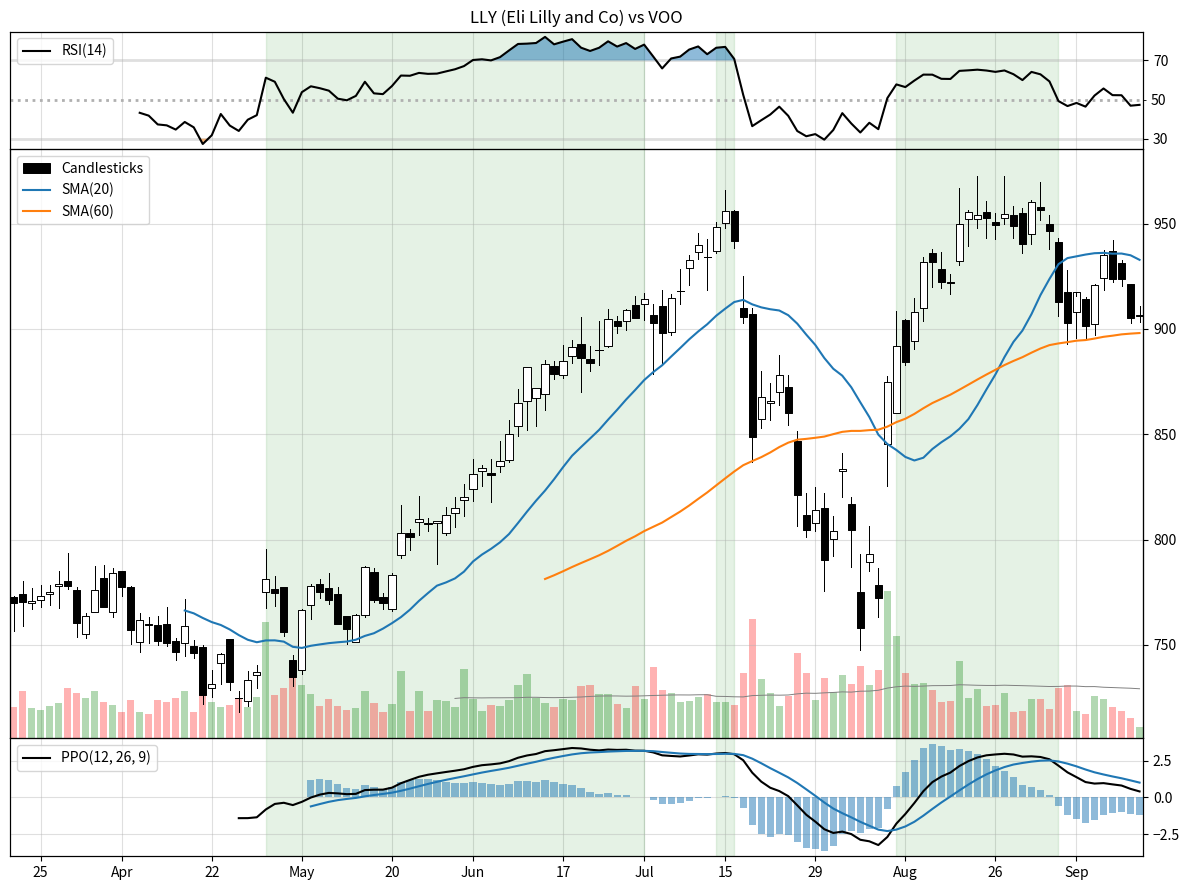 LLY (Eli Lilly and Co) vs VOO
RSI(14)
70
50
30
Candlesticks
SMA(20)
SMA(60)
950
900
850
800
750
PPO(12, 26, 9)
2.5
0.0
−2.5
25 Apr 22 May 20 Jun 17 Jul 15 29 Aug 26 Sep